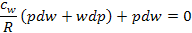 c_w/R (pdw + wdp) + pdw = 0